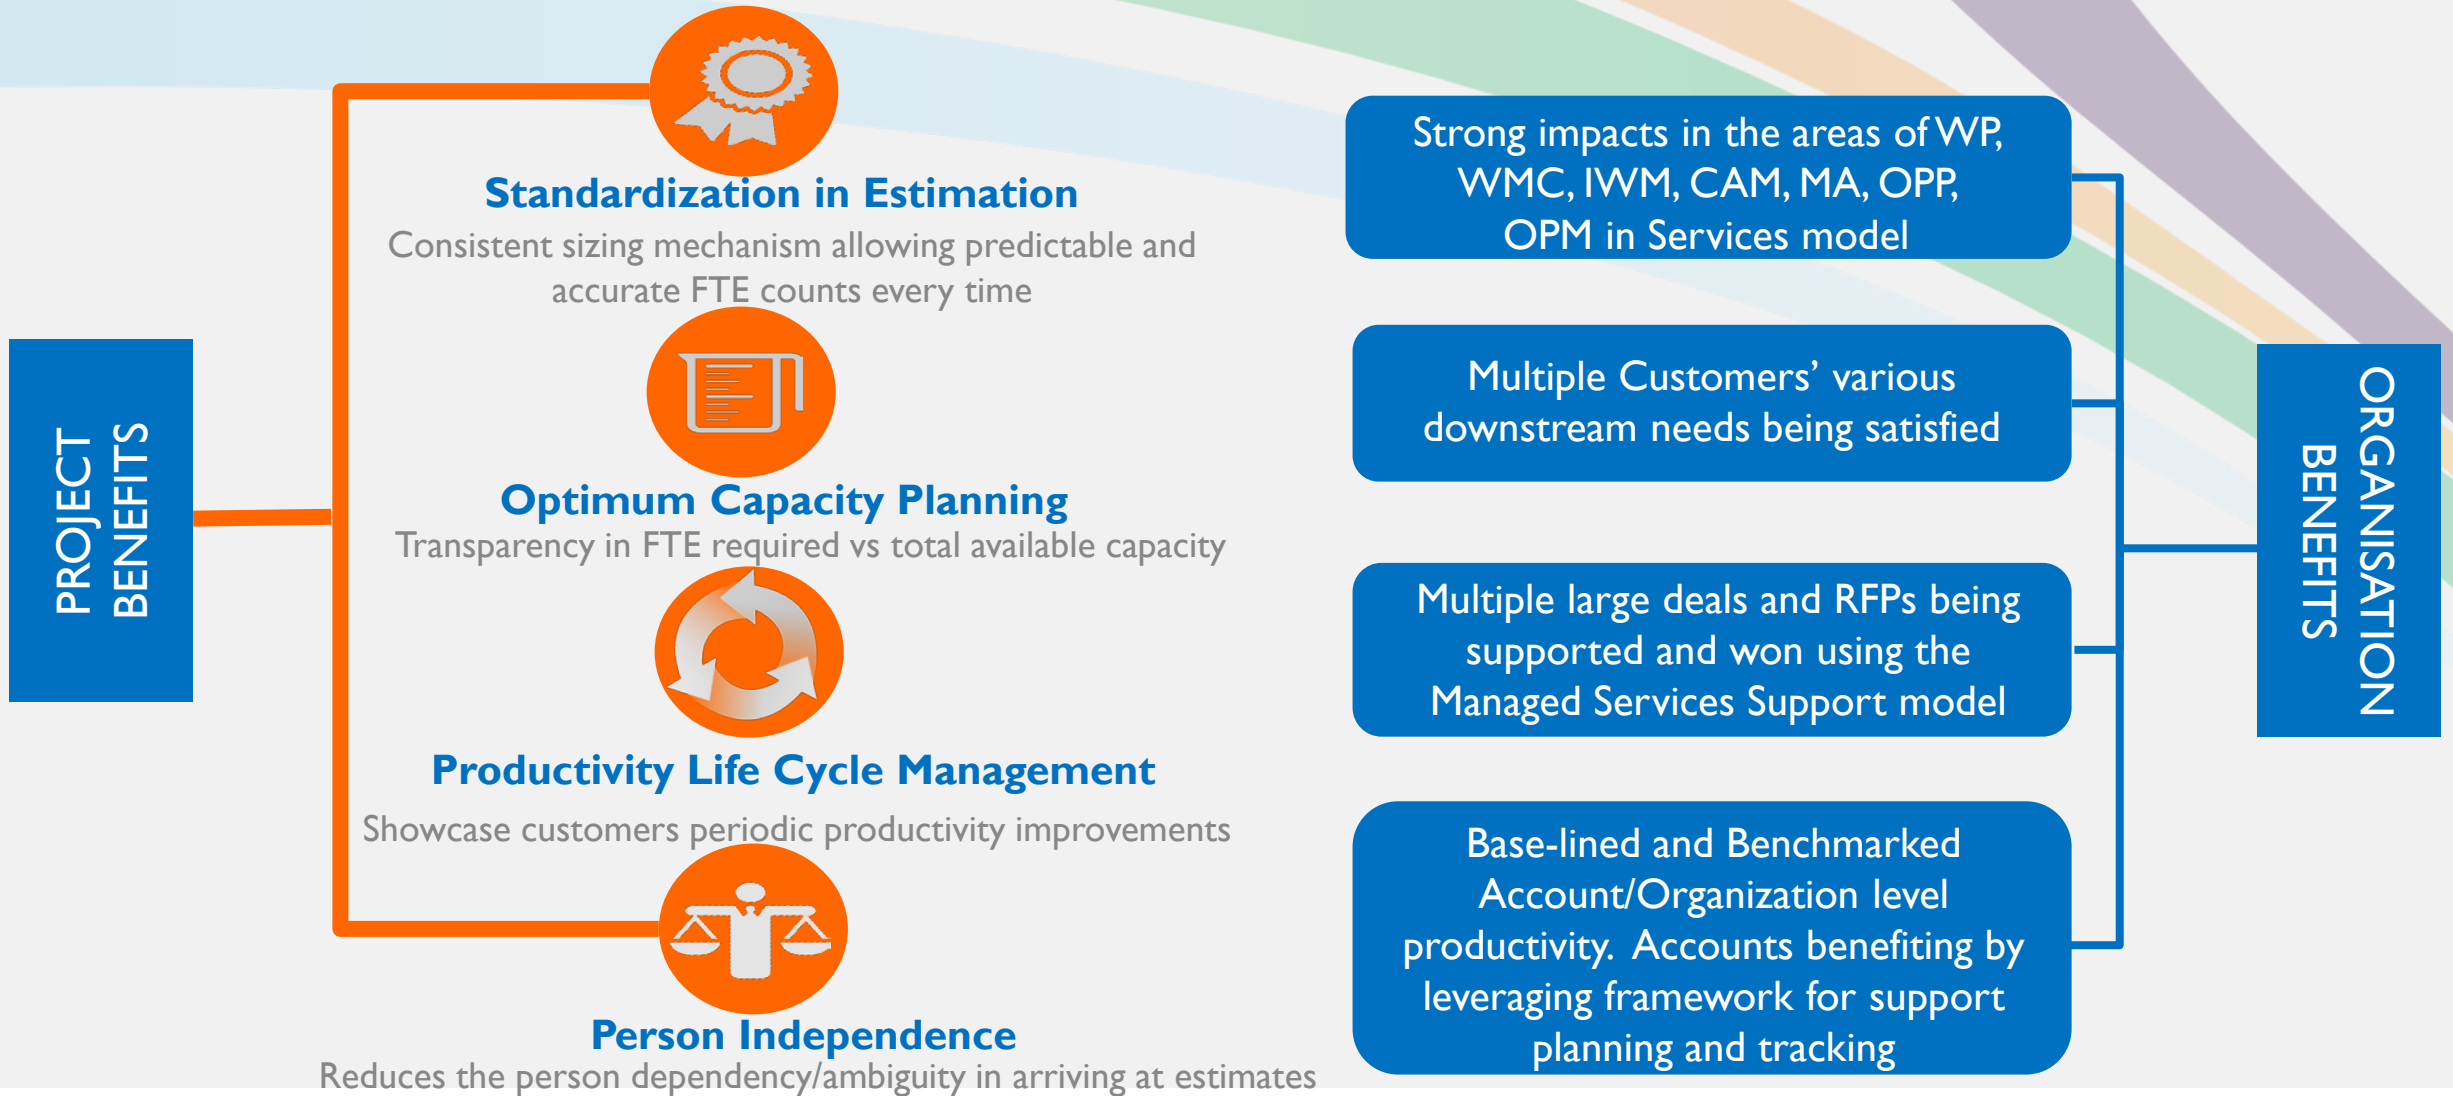 PROJECT
BENEFITS
Standardization in Estimation
Consistent sizing mechanism allowing predictable and
accurate FTE counts every time
Optimum Capacity Planning
Transparency in FTE required vs total available capacity
Productivity Life Cycle Management
Showcase customers periodic productivity improvements
Person Independence
Reduces the person dependency/ambiguity in arriving at estimates
Strong impacts in the areas of WP,
WMC, IWM, CAM, MA, OPP,
OPM in Services model
Multiple Customers’ various
downstream needs being satisfied
Multiple large deals and RFPs being
supported and won using the
Managed Services Support model
Base-lined and Benchmarked
Account/Organization level
productivity. Accounts benefiting by
leveraging framework for support
planning and tracking
ORGANISATION
BENEFITS